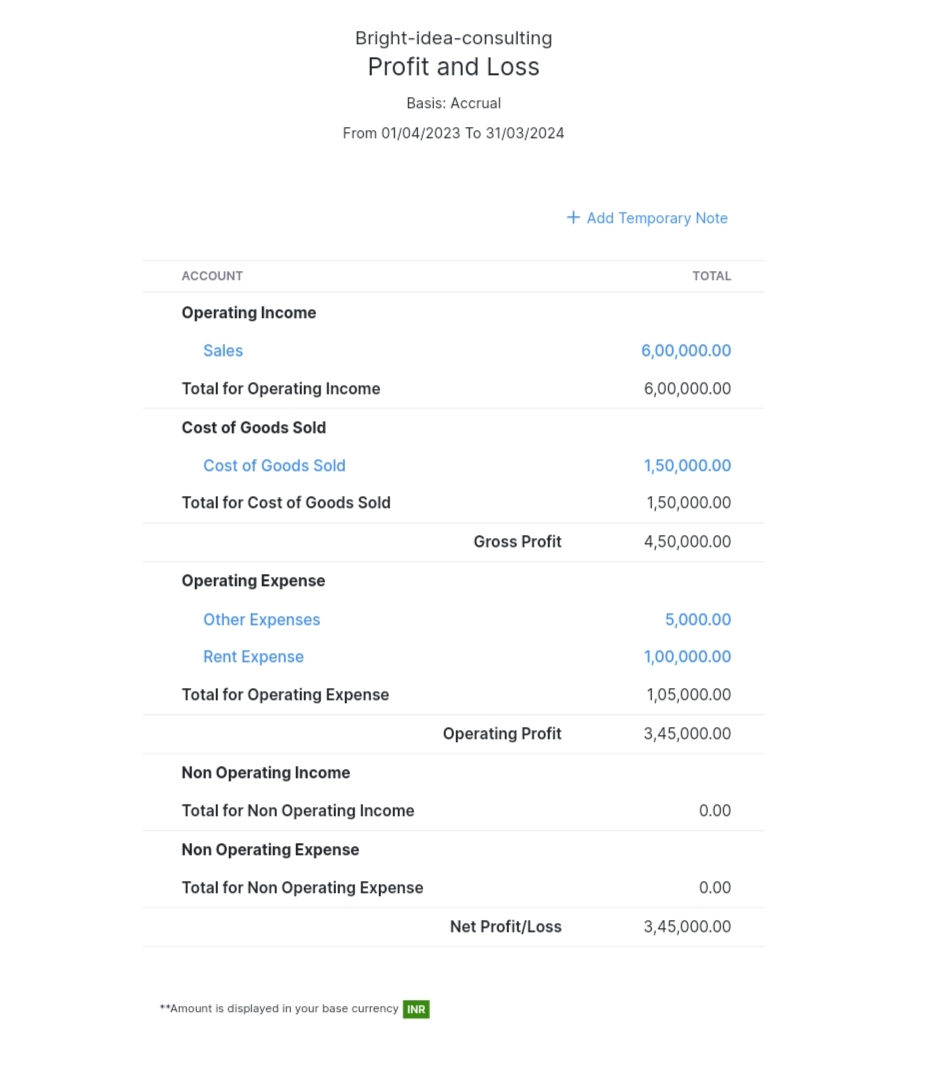 Bright-idea-consulting
Profit and Loss
Basis: Accrual
From 01/04/2023 To 31/03/2024
+ Add Temporary Note
ACCOUNT TOTAL
Operating Income
Sales 6,00,000.00
Total for Operating Income 6,00,000.00
Cost of Goods Sold
Cost of Goods Sold 1,50,000.00
Total for Cost of Goods Sold 1,50,000.00
Gross Profit 4,50,000.00
Operating Expense
Other Expenses 5,000.00
Rent Expense 1,00,000.00
Total for Operating Expense 1,05,000.00
Operating Profit 3,45,000.00
Non Operating Income
Total for Non Operating Income 0.00
Non Operating Expense
Total for Non Operating Expense 0.00
Net Profit/Loss 3,45,000.00
**Amount is displayed in your base currency INR